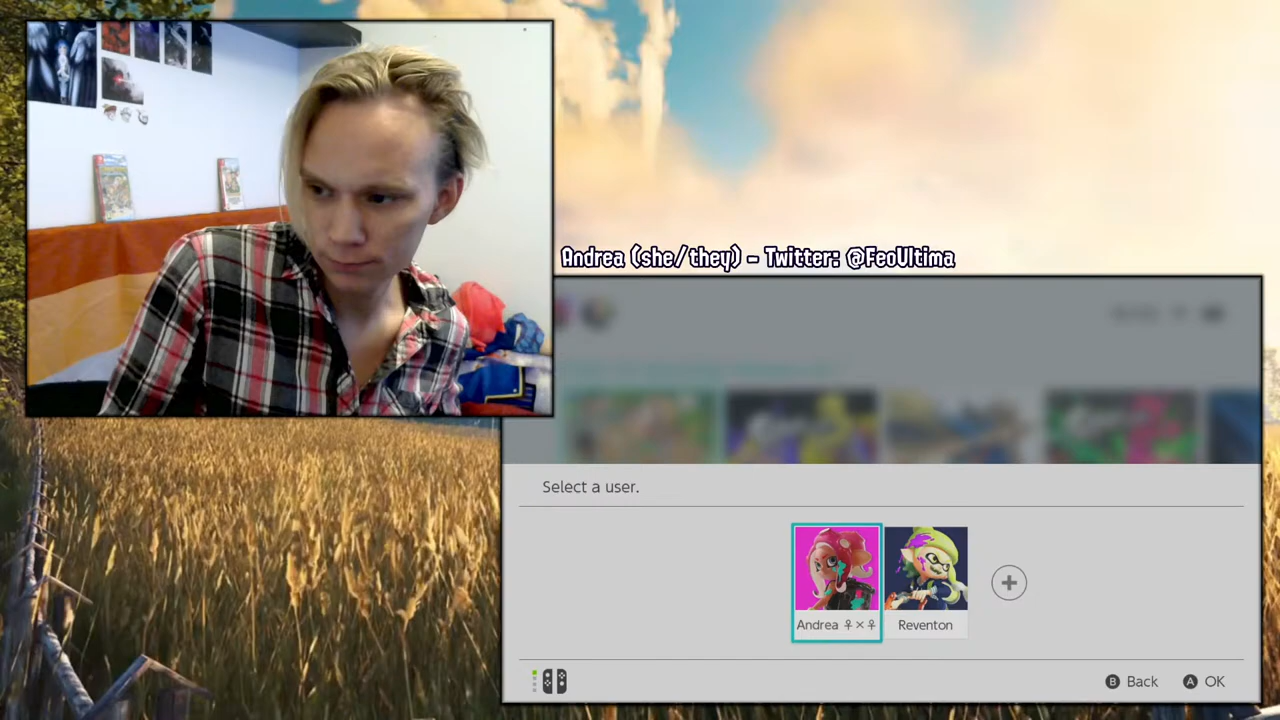 Andrea (she/they) - Twitter: @FeoUltima
Select a user.
Andrea ♀×♀
Reventon
B Back
A OK